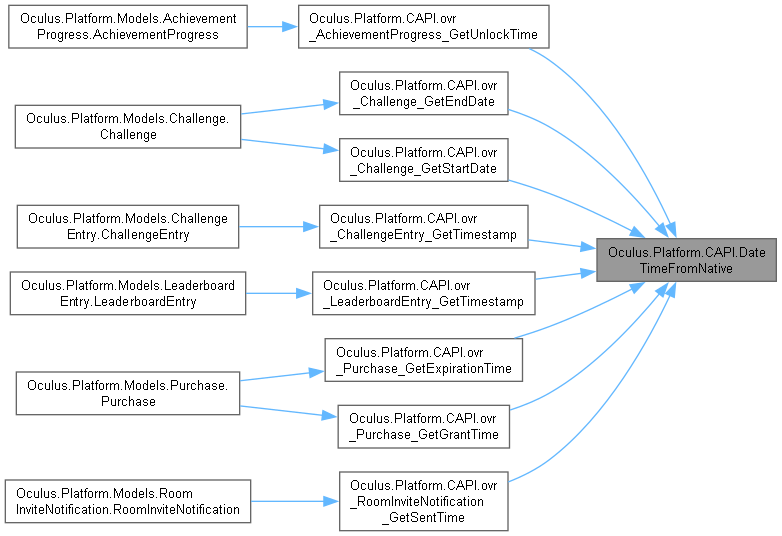 Oculus.Platform.Models.Achievement
Progress.AchievementProgress
Oculus.Platform.CAPI.ovr
_AchievementProgress_GetUnlockTime
Oculus.Platform.Models.Challenge.
Challenge
Oculus.Platform.CAPI.ovr
_Challenge_GetEndDate
Oculus.Platform.CAPI.ovr
_Challenge_GetStartDate
Oculus.Platform.Models.Challenge
Entry.ChallengeEntry
Oculus.Platform.CAPI.ovr
_ChallengeEntry_GetTimestamp
Oculus.Platform.CAPI.Date
TimeFromNative
Oculus.Platform.Models.Leaderboard
Entry.LeaderboardEntry
Oculus.Platform.CAPI.ovr
_LeaderboardEntry_GetTimestamp
Oculus.Platform.Models.Purchase.
Purchase
Oculus.Platform.CAPI.ovr
_Purchase_GetExpirationTime
Oculus.Platform.CAPI.ovr
_Purchase_GetGrantTime
Oculus.Platform.Models.Room
InviteNotification.RoomInviteNotification
Oculus.Platform.CAPI.ovr
_RoomInviteNotification
_GetSentTime